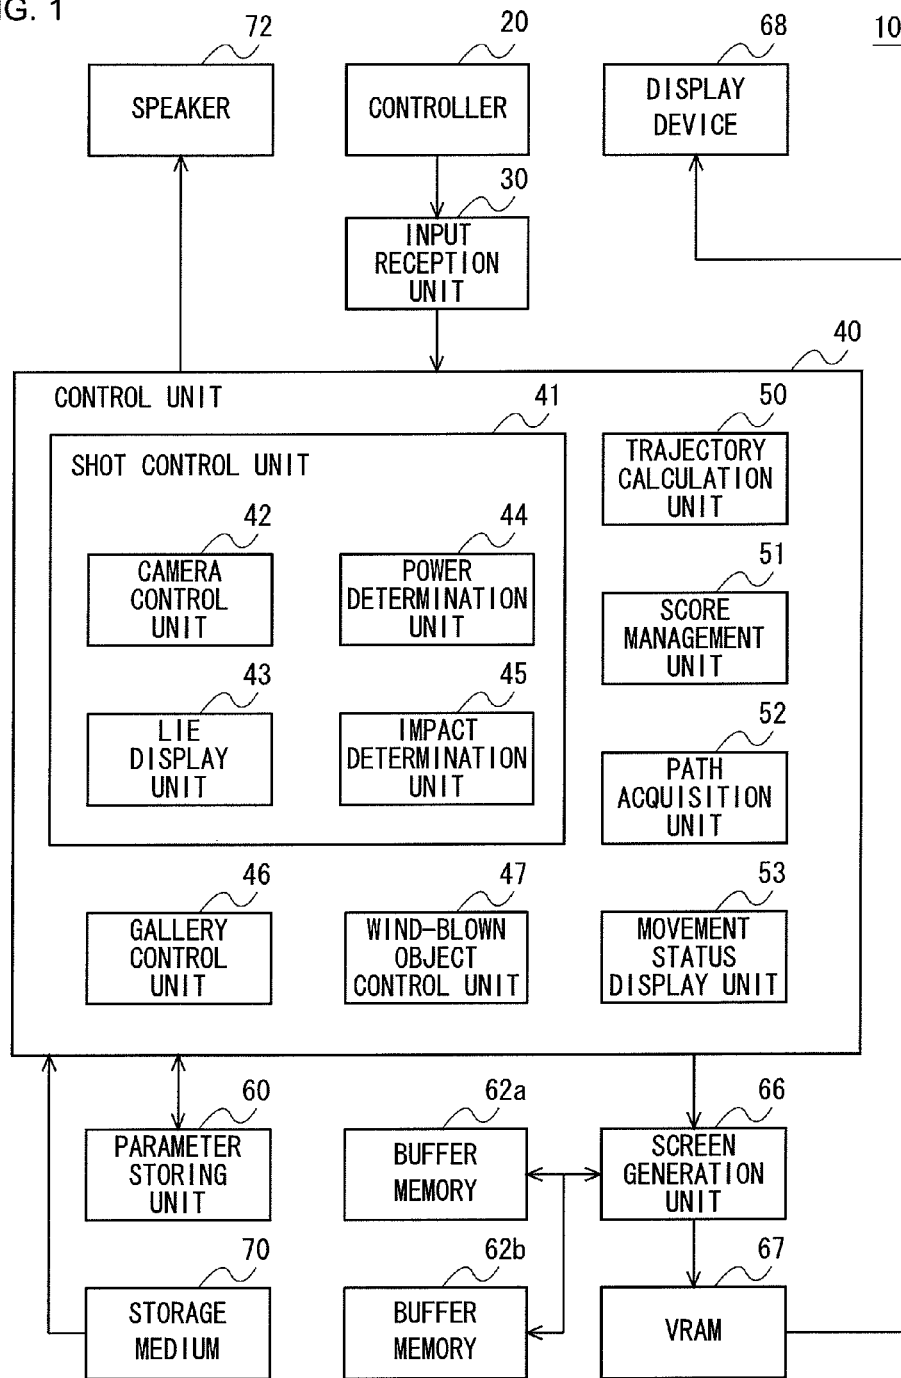 IG. 1
72
20
68
10
SPEAKER
CONTROLLER
DISPLAY
DEVICE
30
INPUT
RECEPTION
UNIT
40
CONTROL UNIT
41
50
SHOT CONTROL UNIT
TRAJECTORY
CALCULATION
UNIT
42
44
CAMERA
CONTROL
UNIT
POWER
DETERMINATION
UNIT
51
SCORE
MANAGEMENT
UNIT
43
45
LIE
DISPLAY
UNIT
IMPACT
DETERMINATION
UNIT
52
PATH
ACQUISITION
UNIT
46
47
53
GALLERY
CONTROL
UNIT
WIND-BLOWN
OBJECT
CONTROL UNIT
MOVEMENT
STATUS
DISPLAY UNIT
60
62a
66
PARAMETER
STORING
UNIT
BUFFER
MEMORY
SCREEN
GENERATION
UNIT
70
62b
67
STORAGE
MEDIUM
BUFFER
MEMORY
VRAM